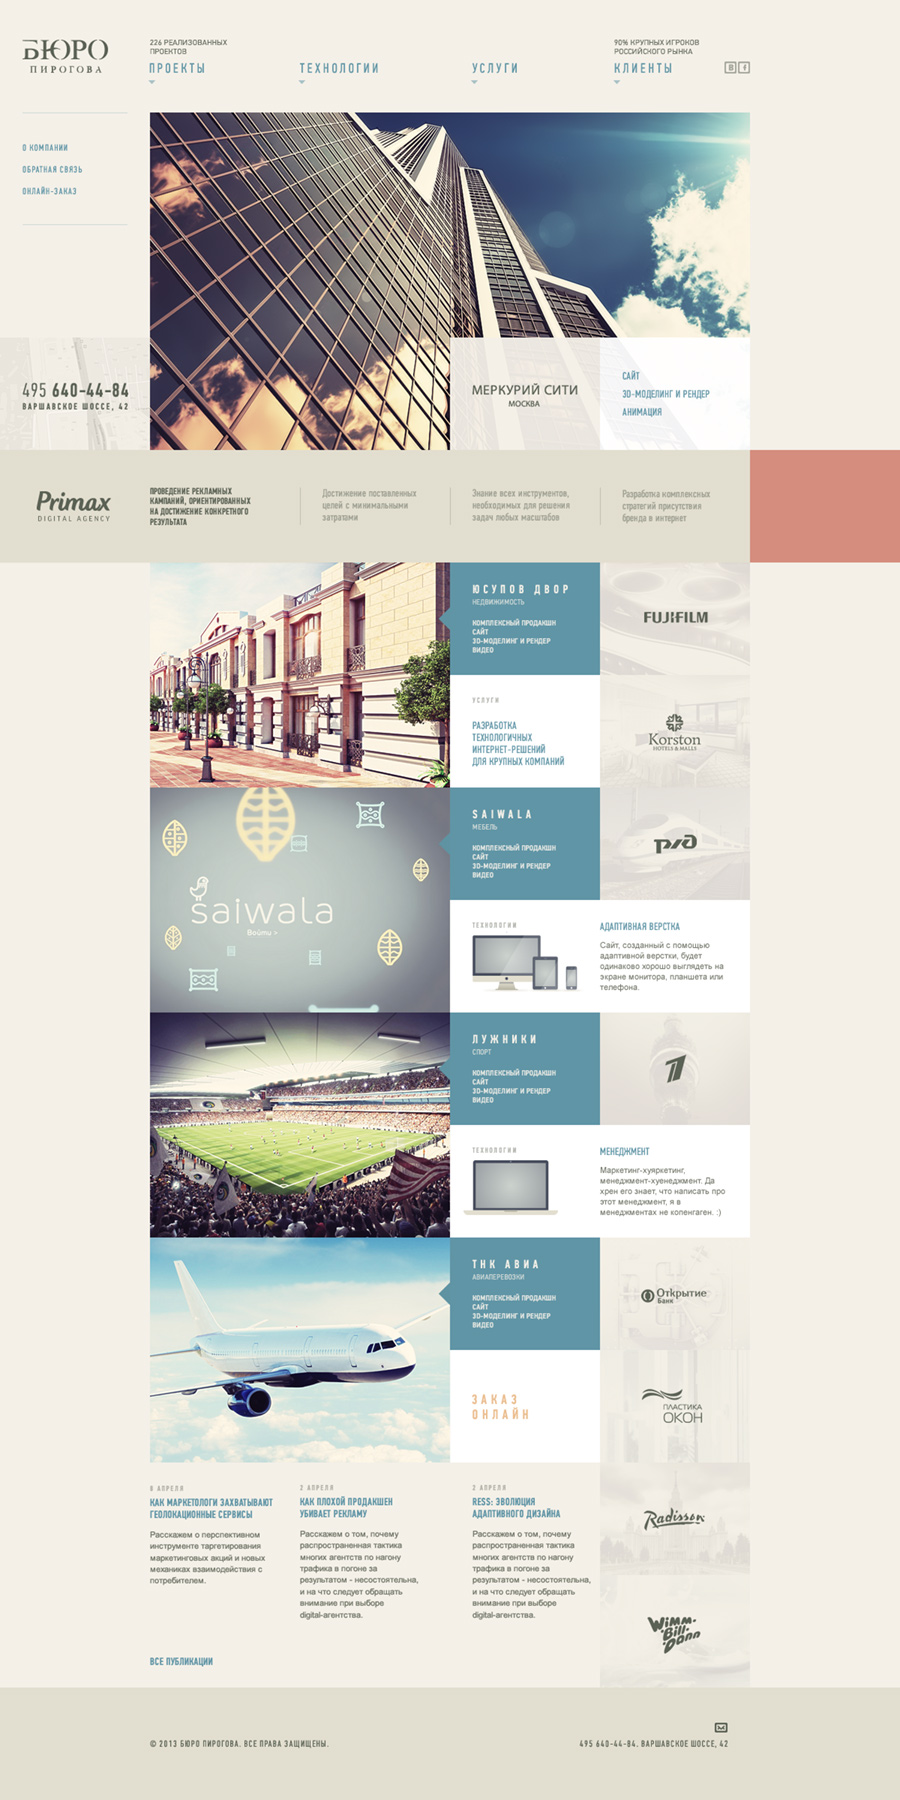 БЮРО
ПИРОГОВА
226 РЕАЛИЗОВАННЫХ
ПРОЕКТОВ
ПРОЕКТЫ
ТЕХНОЛОГИИ
УСЛУГИ
90% КРУПНЫХ ИГРОКОВ
РОССИЙСКОГО РЫНКА
КЛИЕНТЫ
О КОМПАНИИ
ОБРАТНАЯ СВЯЗЬ
ОНЛАЙН-ЗАКАЗ
495 640-44-84
ВАРШАВСКОЕ ШОССЕ, 42
МЕРКУРИЙ СИТИ
МОСКВА
САЙТ
3D-МОДЕЛИНГ И РЕНДЕР
АНИМАЦИЯ
Primax
DIGITAL AGENCY
ПРОВЕДЕНИЕ РЕКЛАМНЫХ
КАМПАНИЙ, ОРИЕНТИРОВАННЫХ
НА ДОСТИЖЕНИЕ КОНКРЕТНОГО
РЕЗУЛЬТАТА
Достижение поставленных
целей с минимальными
затратами
Знание всех инструментов,
необходимых для решения
задач любых масштабов
Разработка комплексных
стратегий присутствия
бренда в интернет
ЮСУПОВ ДВОР
НЕДВИЖИМОСТЬ
КОМПЛЕКСНЫЙ ПРОДАКШН
САЙТ
3D-МОДЕЛИНГ И РЕНДЕР
ВИДЕО
FUJIFILM
УСЛУГИ
РАЗРАБОТКА
ТЕХНОЛОГИЧНЫХ
ИНТЕРНЕТ-РЕШЕНИЙ
ДЛЯ КРУПНЫХ КОМПАНИЙ
Korston
HOTELS & MALLS
saiwala
Войти >
SAIWALA
МЕБЕЛЬ
КОМПЛЕКСНЫЙ ПРОДАКШН
САЙТ
3D-МОДЕЛИНГ И РЕНДЕР
ВИДЕО
РЖД
ТЕХНОЛОГИИ
АДАПТИВНАЯ ВЕРСТКА
Сайт, созданный с помощью
адаптивной верстки, будет
одинаково хорошо выглядеть на
экране монитора, планшета или
телефона.
ЛУЖНИКИ
СПОРТ
КОМПЛЕКСНЫЙ ПРОДАКШН
САЙТ
3D-МОДЕЛИНГ И РЕНДЕР
ВИДЕО
1
ТЕХНОЛОГИИ
МЕНЕДЖМЕНТ
Маркетинг-хуяркетинг,
менеджмент-хуенеджмент. Да
хрен его знает, что написать про
этот менеджмент, я в
менеджментах не копенгаген. :)
ТНК АВИА
АВИАПЕРЕВОЗКИ
КОМПЛЕКСНЫЙ ПРОДАКШН
САЙТ
3D-МОДЕЛИНГ И РЕНДЕР
ВИДЕО
Открытие
Банк
ЗАКАЗ
ОНЛАЙН
ПЛАСТИКА
ОКОН
8 АПРЕЛЯ
КАК МАРКЕТОЛОГИ ЗАХВАТЫВАЮТ
ГЕОЛОКАЦИОННЫЕ СЕРВИСЫ
Расскажем о перспективном
инструменте таргетирования
маркетинговых акций и новых
механиках взаимодействия с
потребителем.
2 АПРЕЛЯ
КАК ПЛОХОЙ ПРОДАКШЕН
УБИВАЕТ РЕКЛАМУ
Расскажем о том, почему
распространенная тактика
многих агентств по нагону
трафика в погоне за
результатом - несостоятельна,
и на что следует обращать
внимание при выборе
digital-агентства.
2 АПРЕЛЯ
RESS: ЭВОЛЮЦИЯ
АДАПТИВНОГО ДИЗАЙНА
Расскажем о том, почему
распространенная тактика
многих агентств по нагону
трафика в погоне за
результатом - несостоятельна,
и на что следует обращать
внимание при выборе
digital-агентства.
Radisson
Wimm-
Bill-
Dann
ВСЕ ПУБЛИКАЦИИ
© 2013 БЮРО ПИРОГОВА. ВСЕ ПРАВА ЗАЩИЩЕНЫ.
495 640-44-84. ВАРШАВСКОЕ ШОССЕ, 42